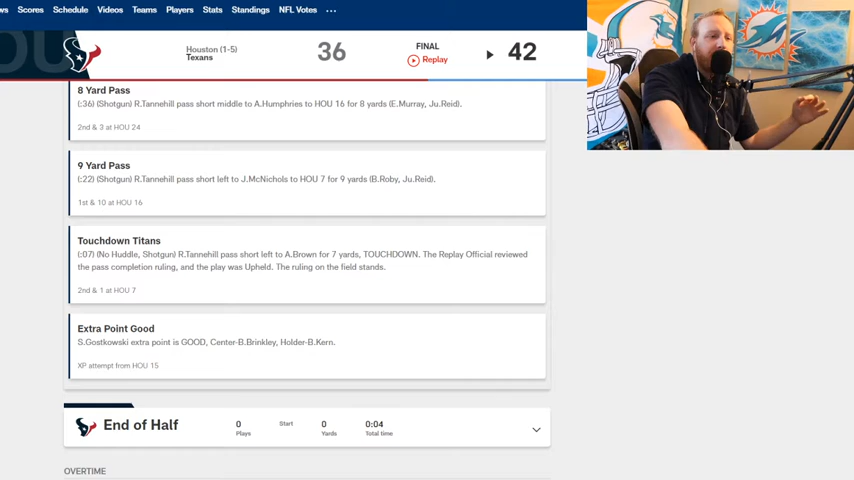 ws Scores Schedule Videos Teams Players Stats Standings NFL Votes •••
Houston (1-5)
Texans
36
FINAL
Replay
42
8 Yard Pass
(:36) (Shotgun) R.Tannehill pass short middle to A.Humphries to HOU 16 for 8 yards (E.Murray, Ju.Reid).
2nd & 3 at HOU 24
9 Yard Pass
(:22) (Shotgun) R.Tannehill pass short left to J.McNichols to HOU 7 for 9 yards (B.Roby, Ju.Reid).
1st & 10 at HOU 16
Touchdown Titans
(:07) (No Huddle, Shotgun) R.Tannehill pass short left to A.Brown for 7 yards, TOUCHDOWN. The Replay Official reviewed
the pass completion ruling, and the play was Upheld. The ruling on the field stands.
2nd & 1 at HOU 7
Extra Point Good
S.Gostkowski extra point is GOOD, Center-B.Brinkley, Holder-B.Kern.
XP attempt from HOU 15
End of Half
0 Start 0 0:04
Plays Yards Total time
OVERTIME